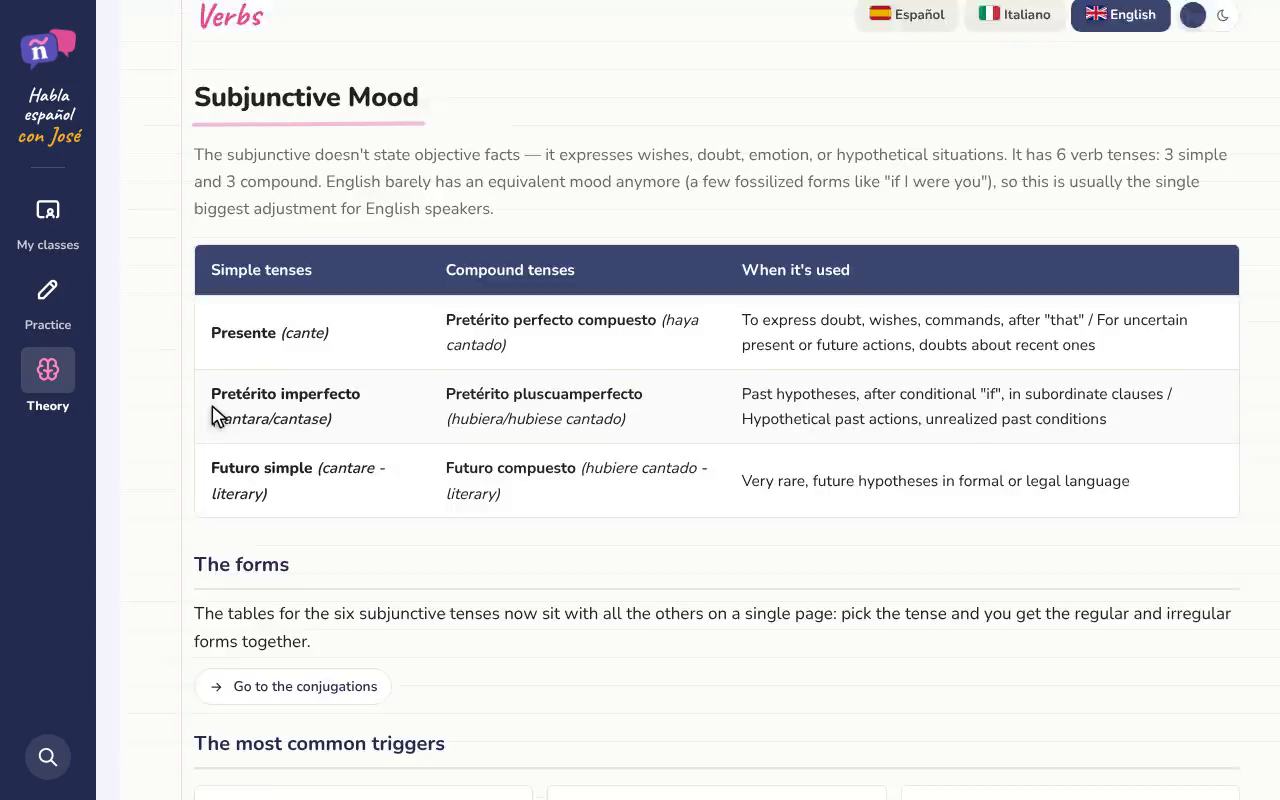 ñ
Habla
español
con José
My classes
Practice
Theory
Verbs
Español
Italiano
English
Subjunctive Mood
The subjunctive doesn't state objective facts — it expresses wishes, doubt, emotion, or hypothetical situations. It has 6 verb tenses: 3 simple
and 3 compound. English barely has an equivalent mood anymore (a few fossilized forms like "if I were you"), so this is usually the single
biggest adjustment for English speakers.
Simple tenses
Compound tenses
When it's used
Presente (cante)
Pretérito perfecto compuesto (haya
cantado)
To express doubt, wishes, commands, after "that" / For uncertain
present or future actions, doubts about recent ones
Pretérito imperfecto
antara/cantase)
Pretérito pluscuamperfecto
(hubiera/hubiese cantado)
Past hypotheses, after conditional "if", in subordinate clauses /
Hypothetical past actions, unrealized past conditions
Futuro simple (cantare -
literary)
Futuro compuesto (hubiere cantado -
literary)
Very rare, future hypotheses in formal or legal language
The forms
The tables for the six subjunctive tenses now sit with all the others on a single page: pick the tense and you get the regular and irregular
forms together.
→ Go to the conjugations
The most common triggers